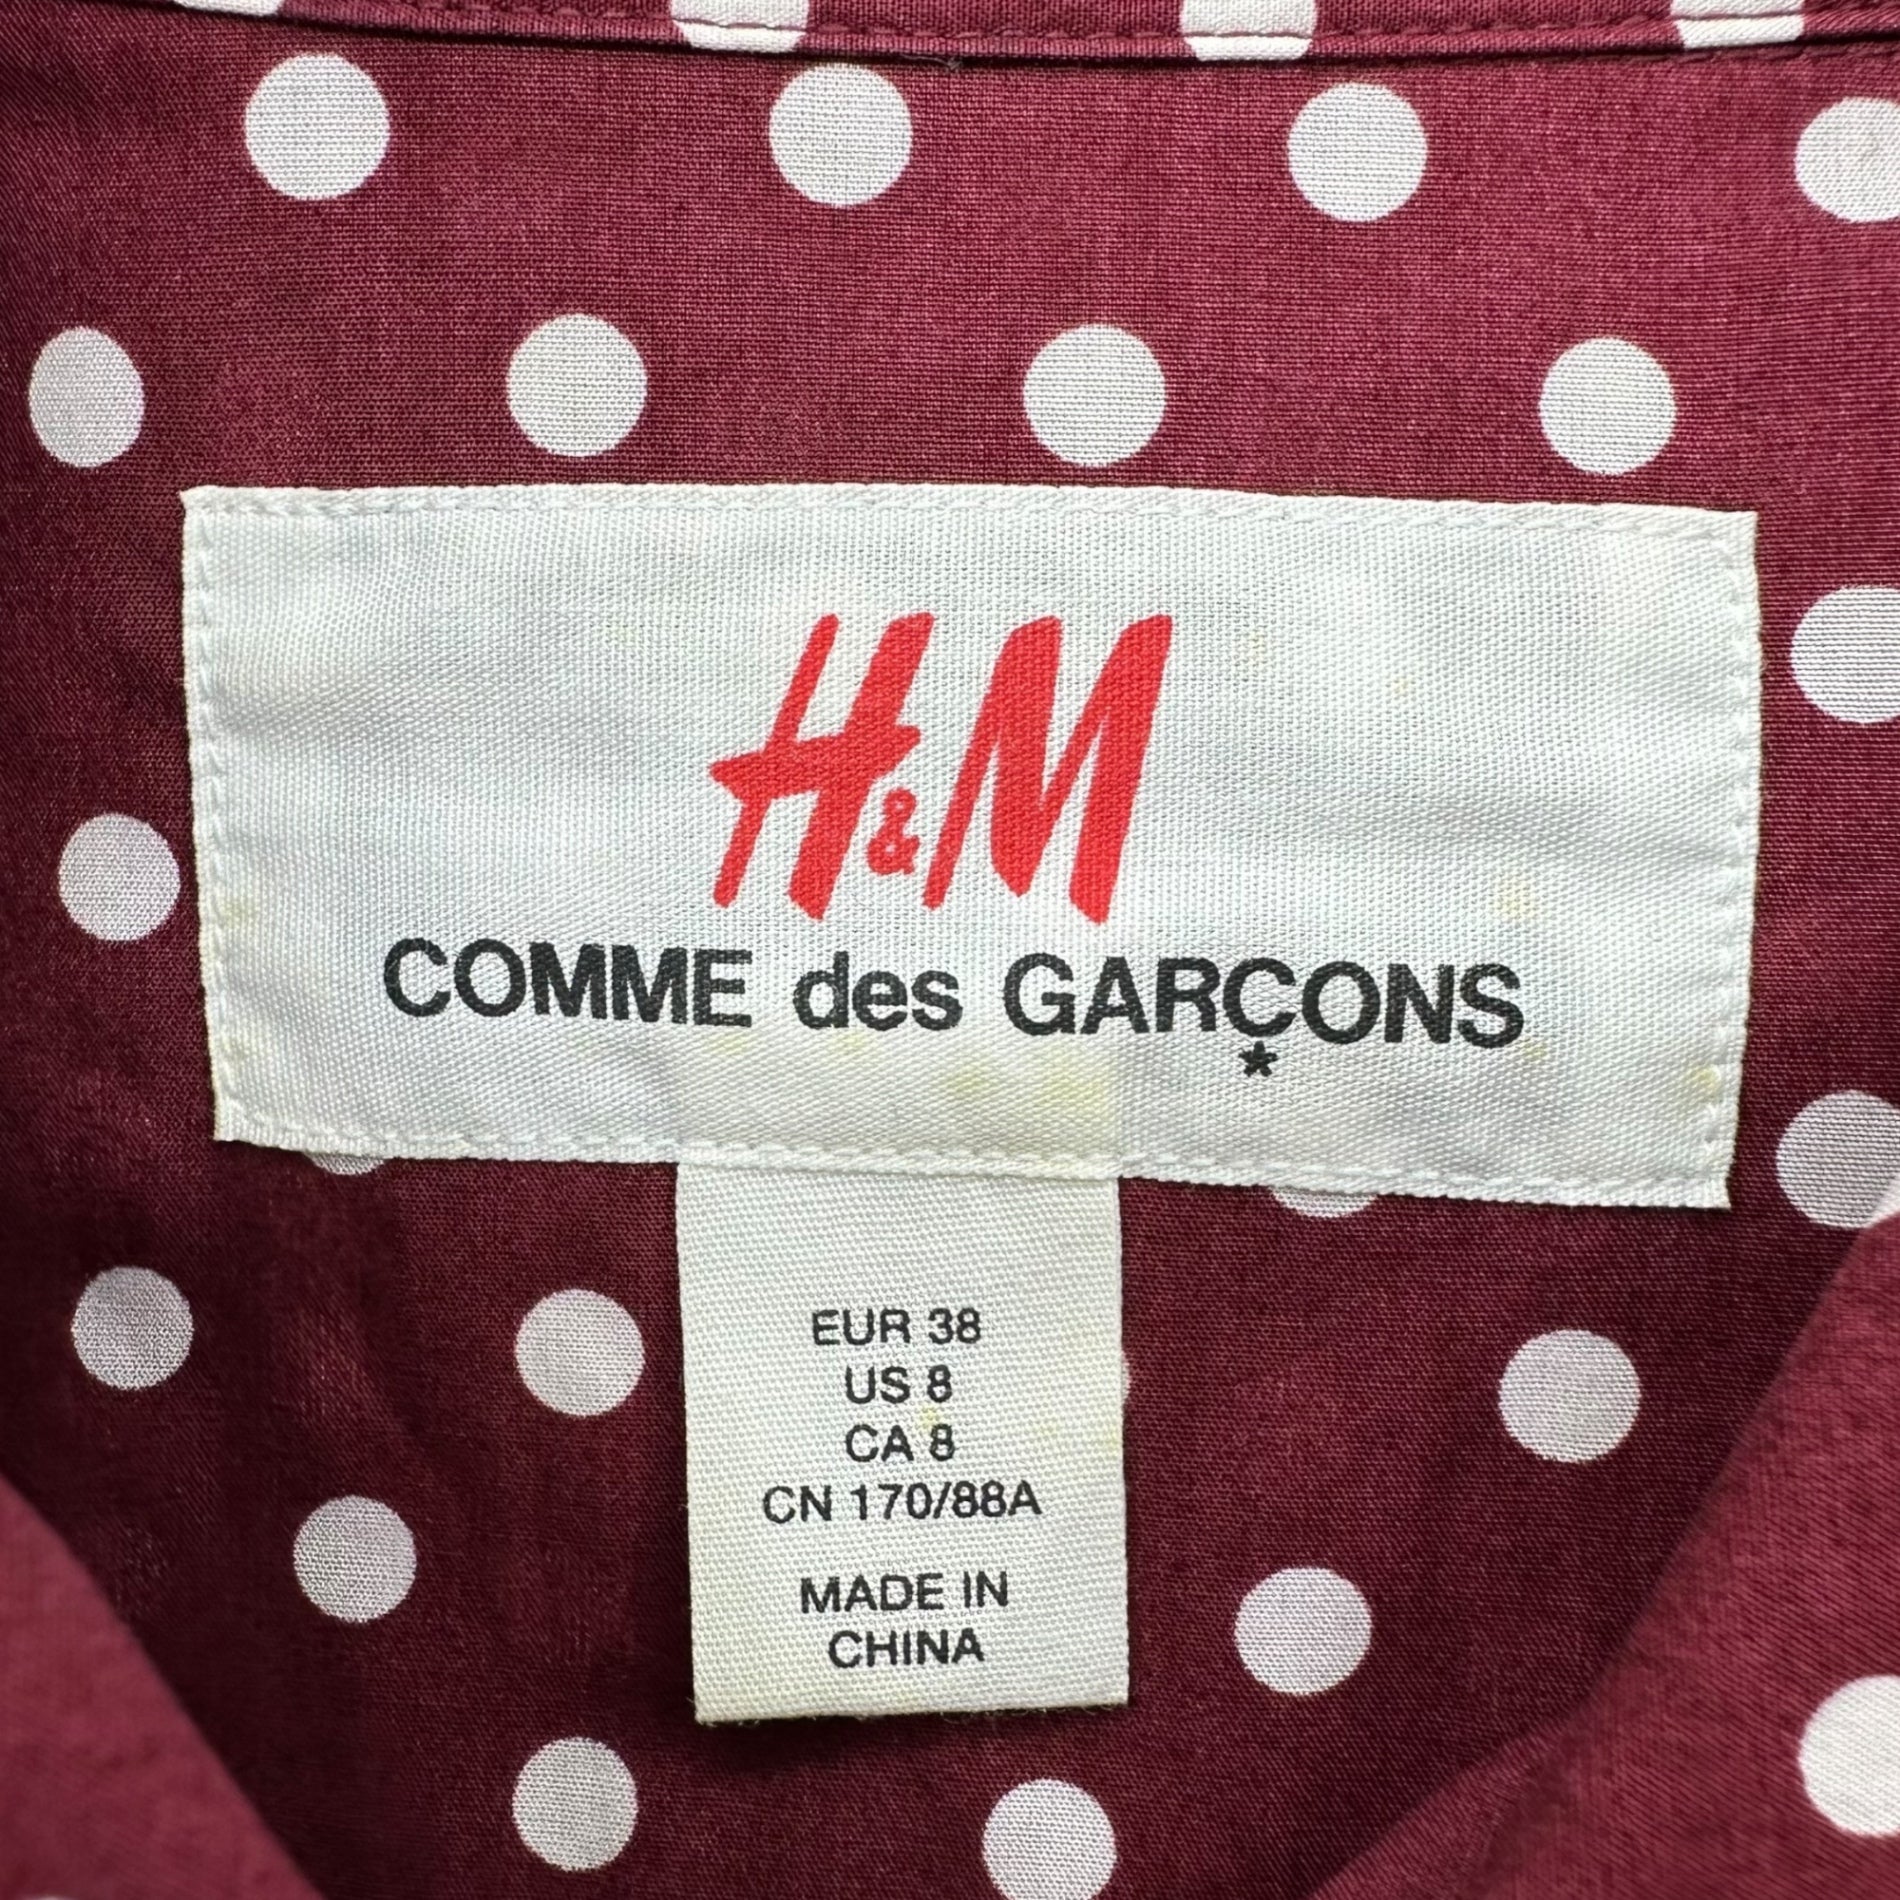 H&M
COMME des GARÇONS
EUR 38
US 8
CA 8
CN 170/88A
MADE IN
CHINA